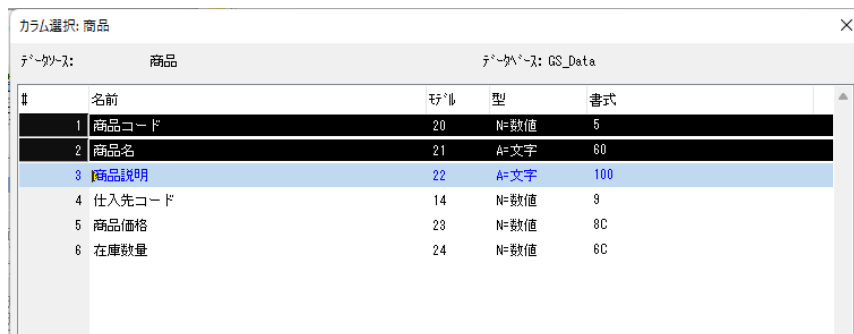 カラム選択: 商品
データソース: 商品 データベース: GS_Data
# 名前 モデル 型 書式
1 商品コード 20 N=数値 5
2 商品名 21 A=文字 60
3 商品説明 22 A=文字 100
4 仕入先コード 14 N=数値 9
5 商品価格 23 N=数値 8C
6 在庫数量 24 N=数値 6C